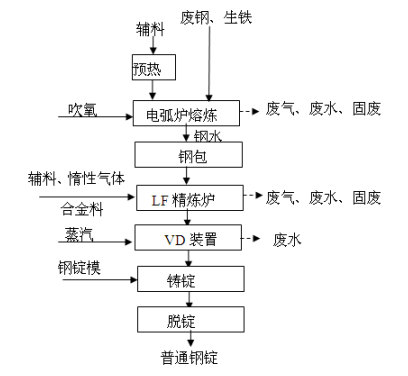 废钢、生铁
辅料
预热
吹氧
电弧炉熔炼
废气、废水、固废
钢水
钢包
辅料、惰性气体
合金料
LF 精炼炉
废气、废水、固废
蒸汽
VD 装置
废水
钢锭模
铸锭
脱锭
普通钢锭